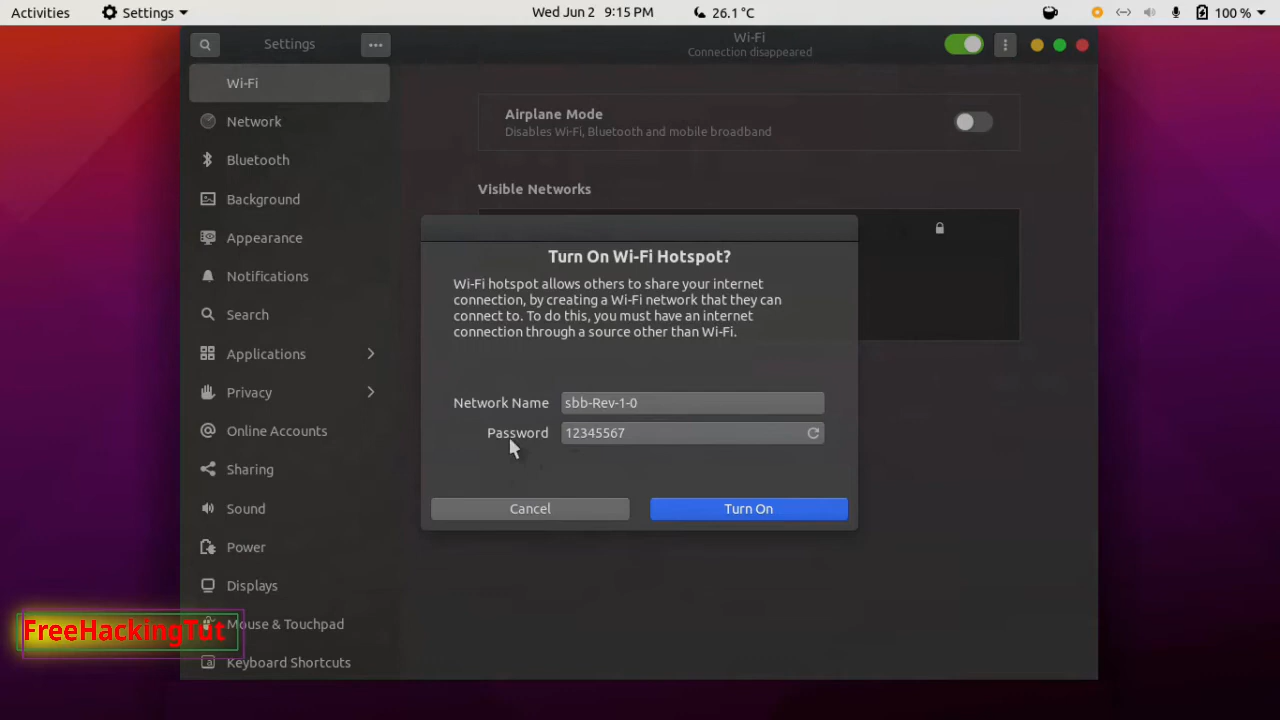 Activities
Settings
Wed Jun 2 9:15 PM
26.1 °C
100 %
Settings
Wi-Fi
Connection disappeared
Wi-Fi
Network
Bluetooth
Background
Appearance
Notifications
Search
Applications
Privacy
Online Accounts
Sharing
Sound
Power
Displays
Mouse & Touchpad
Keyboard Shortcuts
Airplane Mode
Disables Wi-Fi, Bluetooth and mobile broadband
Visible Networks
Turn On Wi-Fi Hotspot?
Wi-Fi hotspot allows others to share your internet
connection, by creating a Wi-Fi network that they can
connect to. To do this, you must have an internet
connection through a source other than Wi-Fi.
Network Name
sbb-Rev-1-0
Password
12345567
Cancel
Turn On
FreeHackingTut